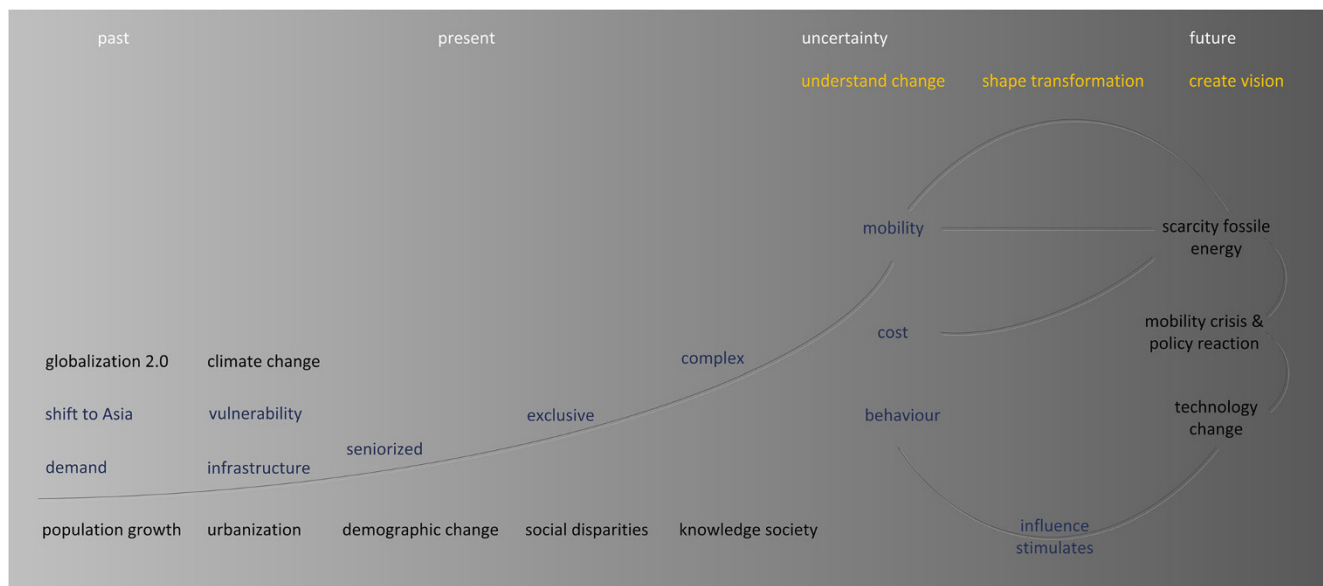 past present uncertainty future
understand change shape transformation create vision
mobility scarcity fossile
energy
cost mobility crisis &
policy reaction
globalization 2.0 climate change complex
shift to Asia vulnerability exclusive behaviour technology
change
seniorized
demand infrastructure
population growth urbanization demographic change social disparities knowledge society influence
stimulates